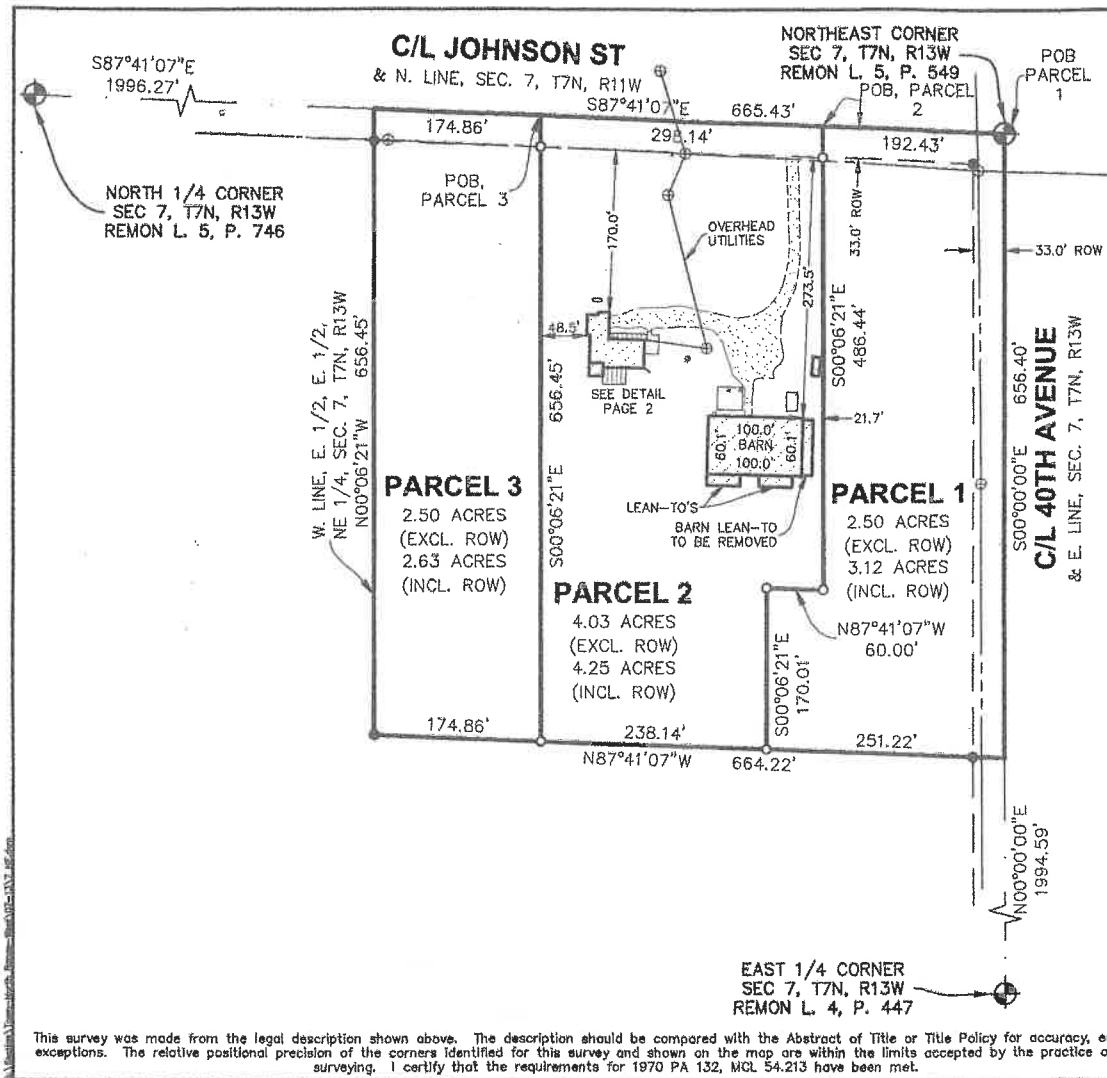 C/L JOHNSON ST
& N. LINE, SEC. 7, T7N, R11W
S87°41'07"E
1996.27'
S87°41'07"E
665.43'
NORTHEAST CORNER
SEC 7, T7N, R13W
REMON L. 5, P. 549
POB
PARCEL
1
POB, PARCEL
2
174.86'
298.14'
192.43'
NORTH 1/4 CORNER
SEC 7, T7N, R13W
REMON L. 5, P. 746
POB,
PARCEL 3
170.0'
OVERHEAD
UTILITIES
273.5'
33.0' ROW
33.0' ROW
S00°06'21"E
486.44'
48.5'
SEE DETAIL
PAGE 2
21.7'
100.0'
BARN
100.0'
60.1'
60.1'
LEAN-TO'S
BARN LEAN-TO
TO BE REMOVED
W. LINE, E. 1/2, E. 1/2,
NE 1/4, SEC. 7, T7N, R13W
N00°06'21"W
656.45'
656.45'
S00°06'21"E
PARCEL 3
2.50 ACRES
(EXCL. ROW)
2.63 ACRES
(INCL. ROW)
PARCEL 2
4.03 ACRES
(EXCL. ROW)
4.25 ACRES
(INCL. ROW)
PARCEL 1
2.50 ACRES
(EXCL. ROW)
3.12 ACRES
(INCL. ROW)
N87°41'07"W
60.00'
S00°06'21"E
170.01'
656.40'
S00°00'00"E
C/L 40TH AVENUE
& E. LINE, SEC. 7, T7N, R13W
174.86'
238.14'
251.22'
N87°41'07"W
664.22'
N00°00'00"E
1994.59'
EAST 1/4 CORNER
SEC 7, T7N, R13W
REMON L. 4, P. 447
This survey was made from the legal description shown above. The description should be compared with the Abstract of Title or Title Policy for accuracy, e
exceptions. The relative positional precision of the corners identified for this survey and shown on the map are within the limits accepted by the practice o
surveying. I certify that the requirements for 1970 PA 132, MCL 54.213 have been met.